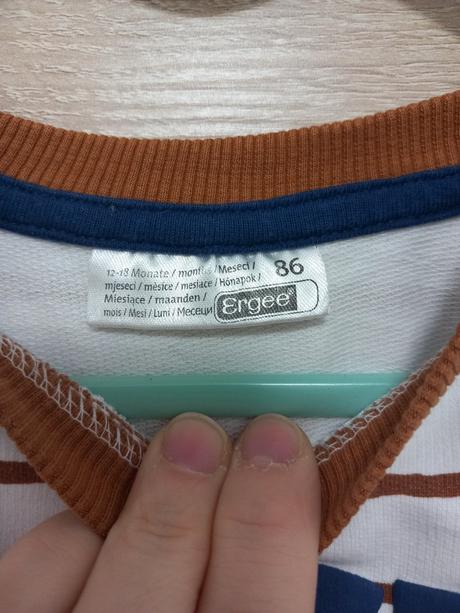 12-18 Monate / months / Meseci /
mjeseci / měsíce / mesiace / Hónapok /
Miesiące / maanden /
mois / Mesi / Luni / Месеци
86
Ergee